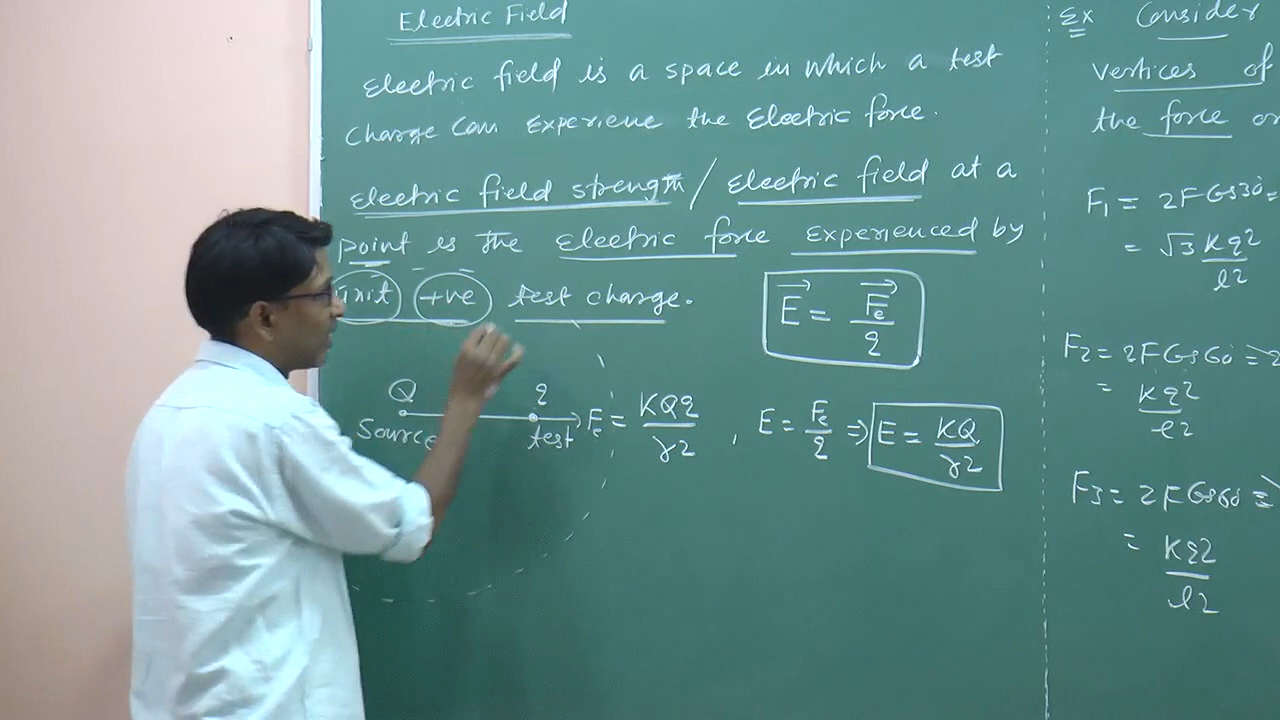 Electric Field
Electric field is a space in which a test
charge can experience the Electric force.
Electric field strength / Electric field at a
point is the Electric force experienced by
unit +ve test charge.
E⃗ = F⃗e/q
Q q
Source test
Fe = KQq/r2 , E = Fe/q ⇒ E = KQ/r2
Ex Consider
vertices of
the force on
F1 = 2F Cos30° =
= √3 Kq2/l2
F2 = 2F Cos60 = 2
= Kq2/l2
F3 = 2F Cos60 =
= Kq2/l2